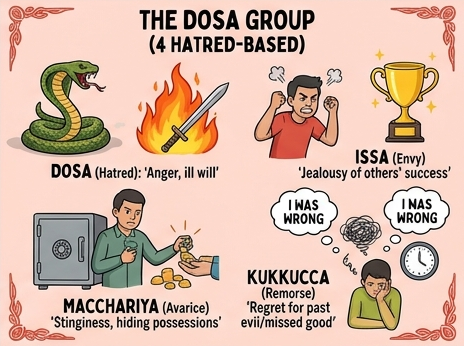 THE DOSA GROUP
(4 HATRED-BASED)
DOSA (Hatred): 'Anger, ill will'
ISSA (Envy)
'Jealousy of others' success'
MACCHARIYA (Avarice)
'Stinginess, hiding possessions'
I WAS
WRONG
I WAS
WRONG
KUKKUCCA
(Remorse)
'Regret for past
evil/missed good'